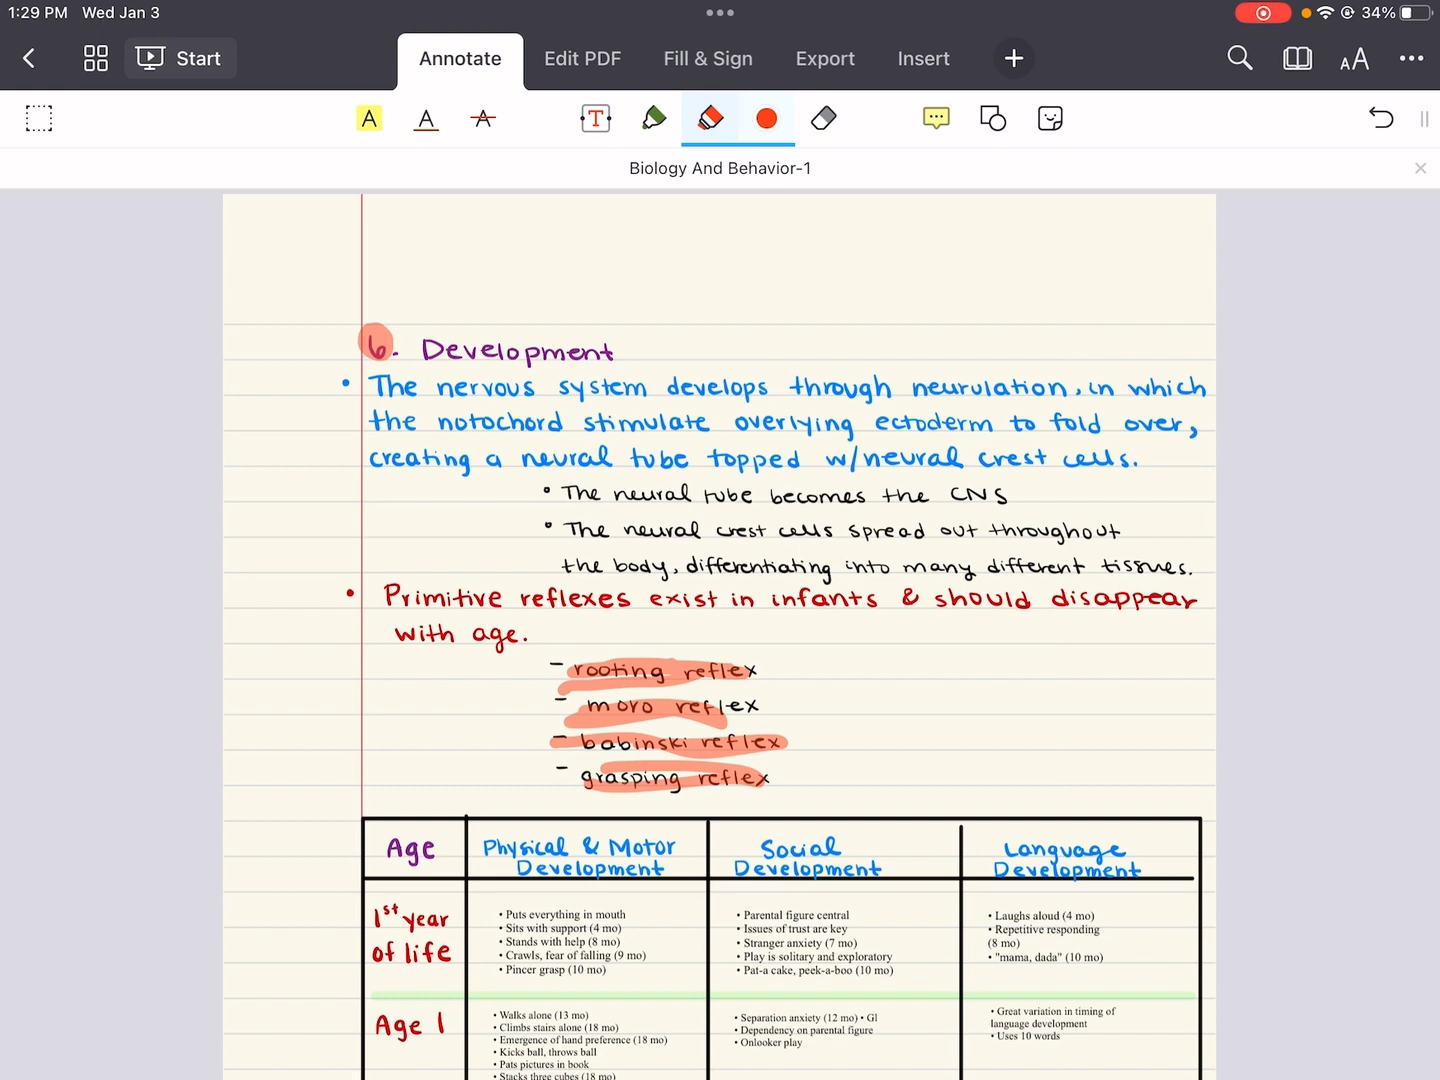 1:29 PM Wed Jan 3
34%
Start
Annotate
Edit PDF
Fill & Sign
Export
Insert
Biology And Behavior-1
6. Development
• The nervous system develops through neurulation, in which
the notochord stimulate overlying ectoderm to fold over,
creating a neural tube topped w/neural crest cells.
• The neural tube becomes the CNS
• The neural crest cells spread out throughout
the body, differentiating into many different tissues.
• Primitive reflexes exist in infants & should disappear
with age.
- rooting reflex
- moro reflex
- babinski reflex
- grasping reflex
Age
Physical & Motor
Development
Social
Development
Language
Development
1st year
of life
• Puts everything in mouth
• Sits with support (4 mo)
• Stands with help (8 mo)
• Crawls, fear of falling (9 mo)
• Pincer grasp (10 mo)
• Parental figure central
• Issues of trust are key
• Stranger anxiety (7 mo)
• Play is solitary and exploratory
• Pat-a cake, peek-a-boo (10 mo)
• Laughs aloud (4 mo)
• Repetitive responding
(8 mo)
• "mama, dada" (10 mo)
Age 1
• Walks alone (13 mo)
• Climbs stairs alone (18 mo)
• Emergence of hand preference (18 mo)
• Kicks ball, throws ball
• Pats pictures in book
• Stacks three cubes (18 mo)
• Separation anxiety (12 mo) • GI
• Dependency on parental figure
• Onlooker play
• Great variation in timing of
language development
• Uses 10 words